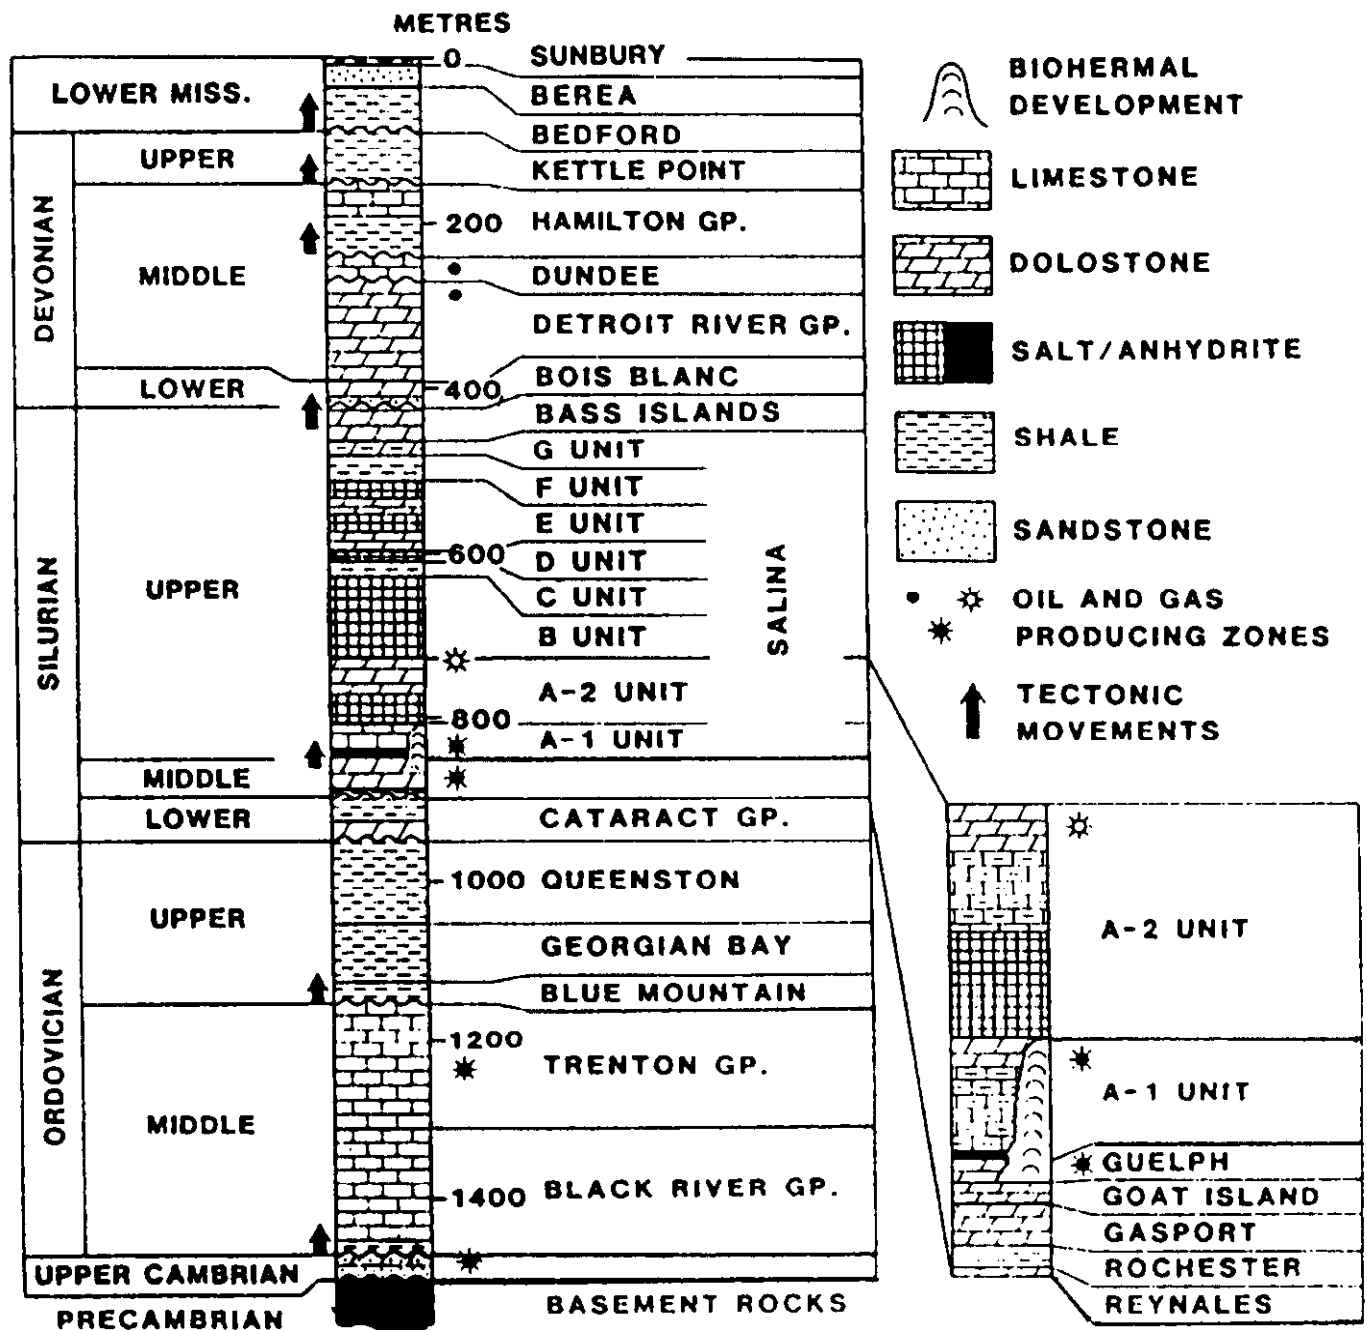 METRES
0
200
400
600
800
1000
1200
1400
LOWER MISS.
DEVONIAN
UPPER
MIDDLE
LOWER
SILURIAN
UPPER
MIDDLE
LOWER
ORDOVICIAN
UPPER
MIDDLE
UPPER CAMBRIAN
PRECAMBRIAN
SUNBURY
BEREA
BEDFORD
KETTLE POINT
HAMILTON GP.
DUNDEE
DETROIT RIVER GP.
BOIS BLANC
BASS ISLANDS
G UNIT
F UNIT
E UNIT
D UNIT
C UNIT
B UNIT
A-2 UNIT
A-1 UNIT
SALINA
CATARACT GP.
QUEENSTON
GEORGIAN BAY
BLUE MOUNTAIN
TRENTON GP.
BLACK RIVER GP.
BASEMENT ROCKS
BIOHERMAL
DEVELOPMENT
LIMESTONE
DOLOSTONE
SALT/ANHYDRITE
SHALE
SANDSTONE
OIL AND GAS
PRODUCING ZONES
TECTONIC
MOVEMENTS
A-2 UNIT
A-1 UNIT
GUELPH
GOAT ISLAND
GASPORT
ROCHESTER
REYNALES